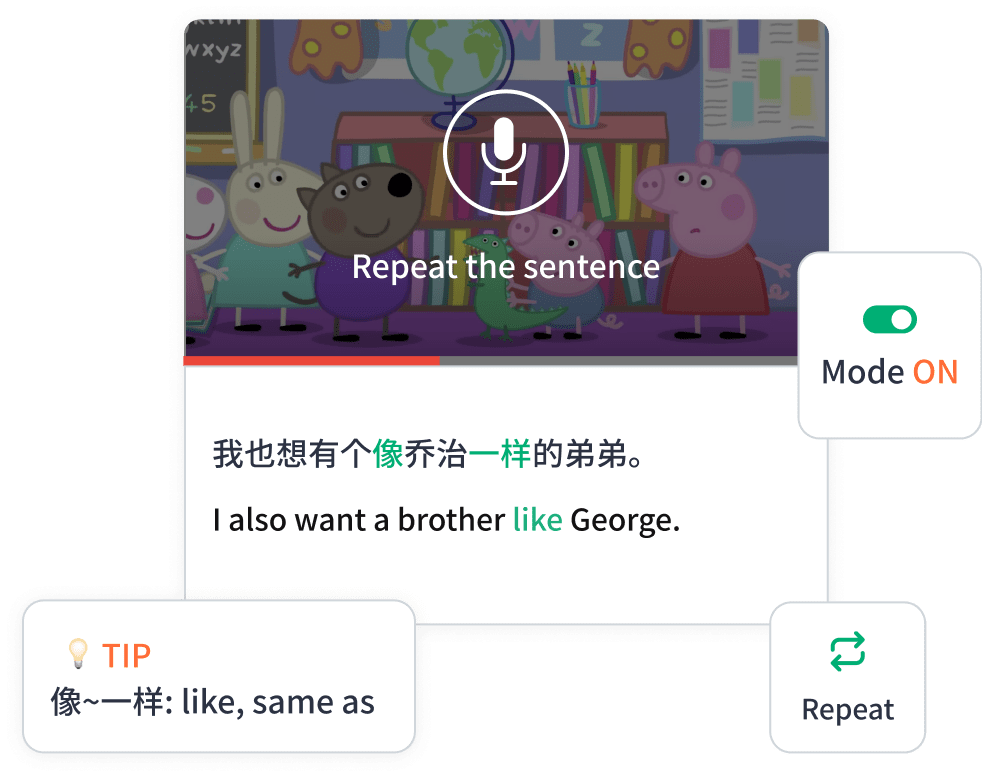 wxyz
45
Z
Repeat the sentence
Mode ON
我也想有个像乔治一样的弟弟。
I also want a brother like George.
TIP
像~一样: like, same as
Repeat